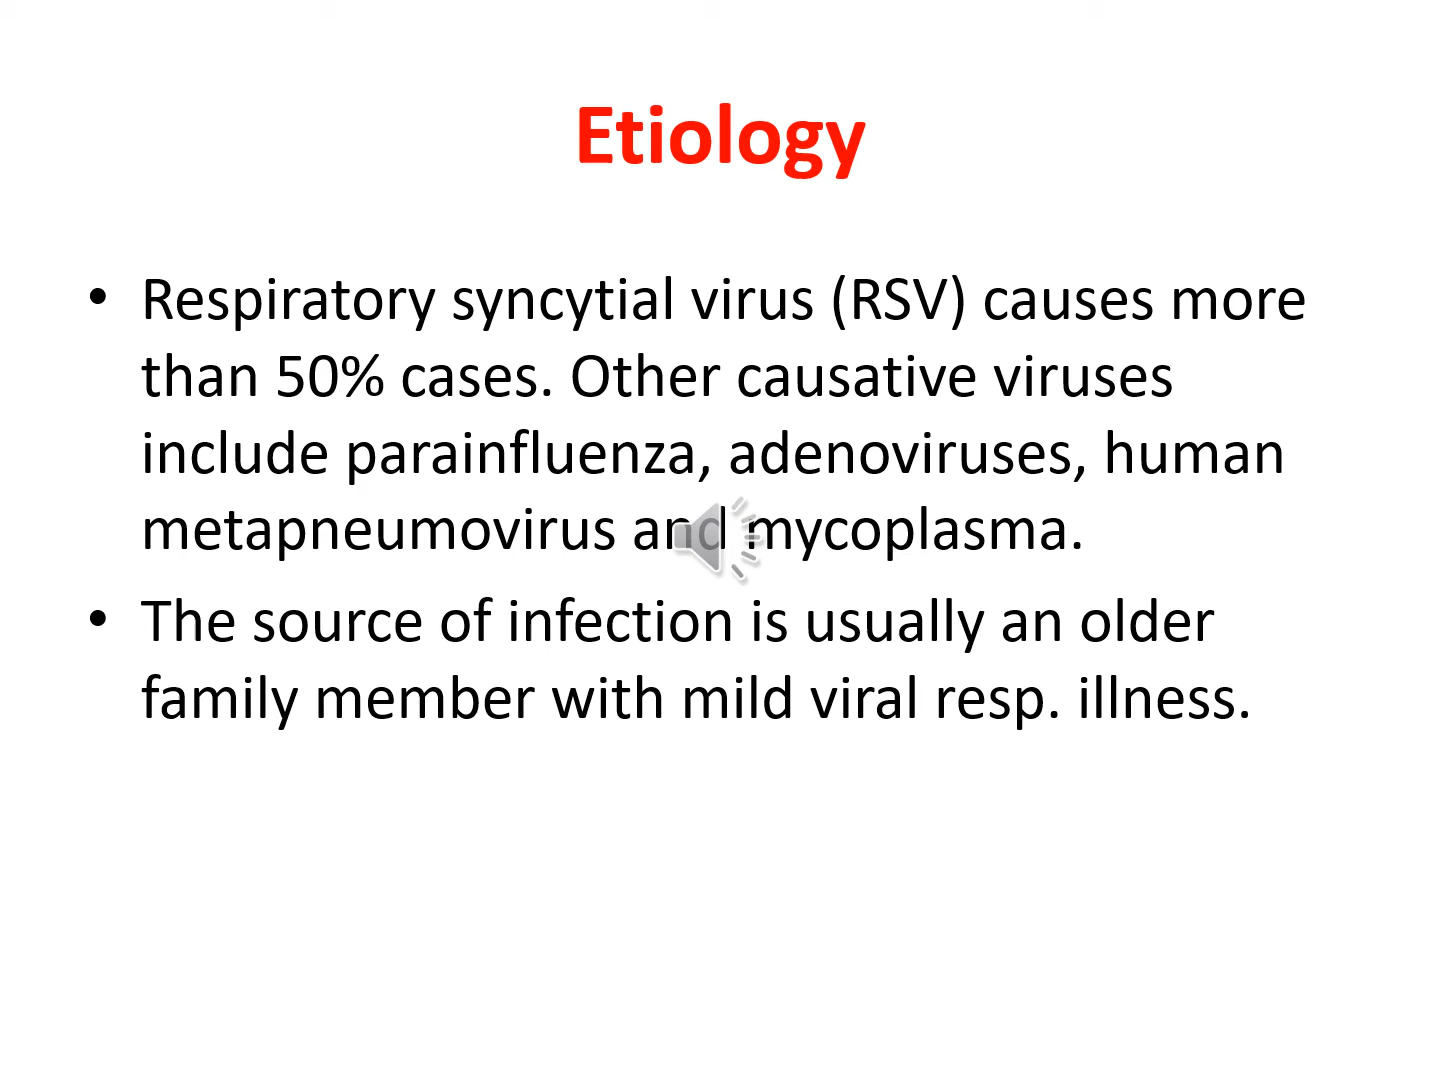 Etiology
• Respiratory syncytial virus (RSV) causes more
than 50% cases. Other causative viruses
include parainfluenza, adenoviruses, human
metapneumovirus and mycoplasma.
• The source of infection is usually an older
family member with mild viral resp. illness.